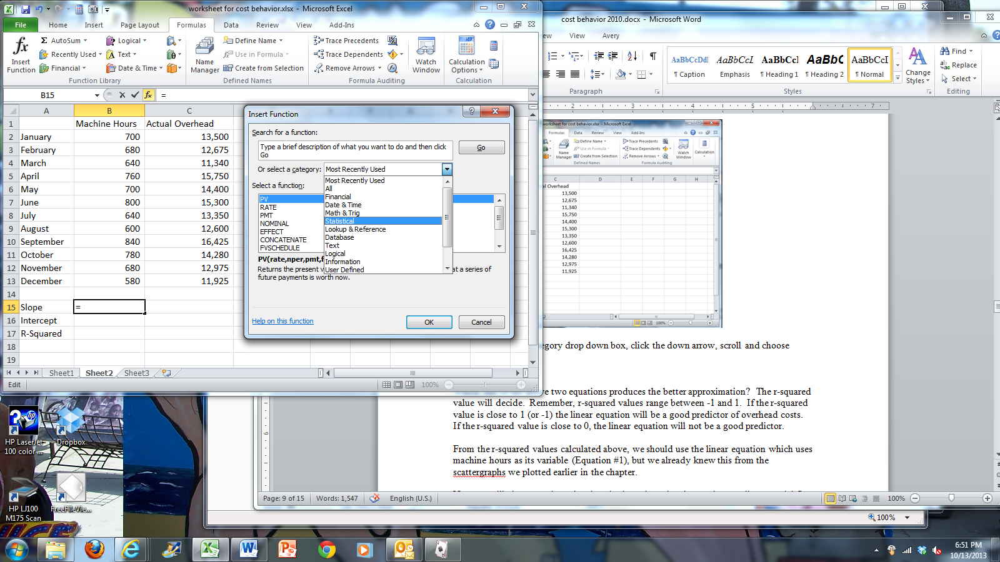 worksheet for cost behavior.xlsx - Microsoft Excel
File Home Insert Page Layout Formulas Data Review View Add-Ins
Insert Function
Σ AutoSum
Recently Used
Financial
Logical
Text
Date & Time
Function Library
Name Manager
Define Name
Use in Formula
Create from Selection
Defined Names
Trace Precedents
Trace Dependents
Remove Arrows
Formula Auditing
Watch Window
Calculation Options
Calculation
B15 fx =
A B C
1 Machine Hours Actual Overhead
2 January 700 13,500
3 February 680 12,675
4 March 640 11,340
5 April 760 15,750
6 May 700 14,400
7 June 800 15,300
8 July 640 13,350
9 August 600 12,600
10 September 840 16,425
11 October 780 14,280
12 November 680 12,975
13 December 580 11,925
14
15 Slope =
16 Intercept
17 R-Squared
18
19
Sheet1 Sheet2 Sheet3
Edit 100%
Insert Function
Search for a function:
Type a brief description of what you want to do and then click
Go
Go
Or select a category: Most Recently Used
Most Recently Used
All
Financial
Date & Time
Math & Trig
Statistical
Lookup & Reference
Database
Text
Logical
Information
User Defined
Select a function:
PV
RATE
PMT
NOMINAL
EFFECT
CONCATENATE
FVSCHEDULE
PV(rate,nper,pmt,f
Returns the present v at a series of
future payments is worth now.
Help on this function
OK Cancel
cost behavior 2010.docx - Microsoft Word
ew View Avery
Paragraph
AaBbCcDd AaBbCcI AaBbCcI AaBbC AaBbCcI
¶ Caption Emphasis ¶ Heading 1 ¶ Heading 2 ¶ Normal
Change Styles
Styles
Find
Replace
Select
Editing
1 2 3 4 5 6 7
worksheet for cost behavior.xlsx - Microsoft Excel
Formulas Data Review View Add-Ins
Name Manager
Define Name
Use in Formula
Create from Selection
Defined Names
Trace Precedents
Trace Dependents
Remove Arrows
Formula Auditing
Watch Window
Calculation
C D E F G H
al Overhead
13,500
12,675
11,340
15,750
14,400
15,300
13,350
12,600
16,425
14,280
12,975
11,925
100%
egory drop down box, click the down arrow, scroll and choose
ve two equations produces the better approximation? The r-squared
value will decide. Remember, r-squared values range between -1 and 1. If the r-squared
value is close to 1 (or -1) the linear equation will be a good predictor of overhead costs.
If the r-squared value is close to 0, the linear equation will not be a good predictor.
From the r-squared values calculated above, we should use the linear equation which uses
machine hours as its variable (Equation #1), but we already knew this from the
scattergraphs we plotted earlier in the chapter.
Page: 9 of 15 Words: 1,547 English (U.S.) 100%
100%
HP LaserJet
100 color ...
Dropbox
HP LJ100
M175 Scan
FreeFileVie...
6:51 PM
10/13/2013